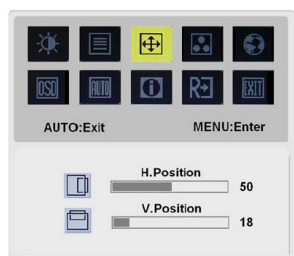 OSD AUTO R EXIT
AUTO:Exit MENU:Enter
H.Position
50
V.Position
18